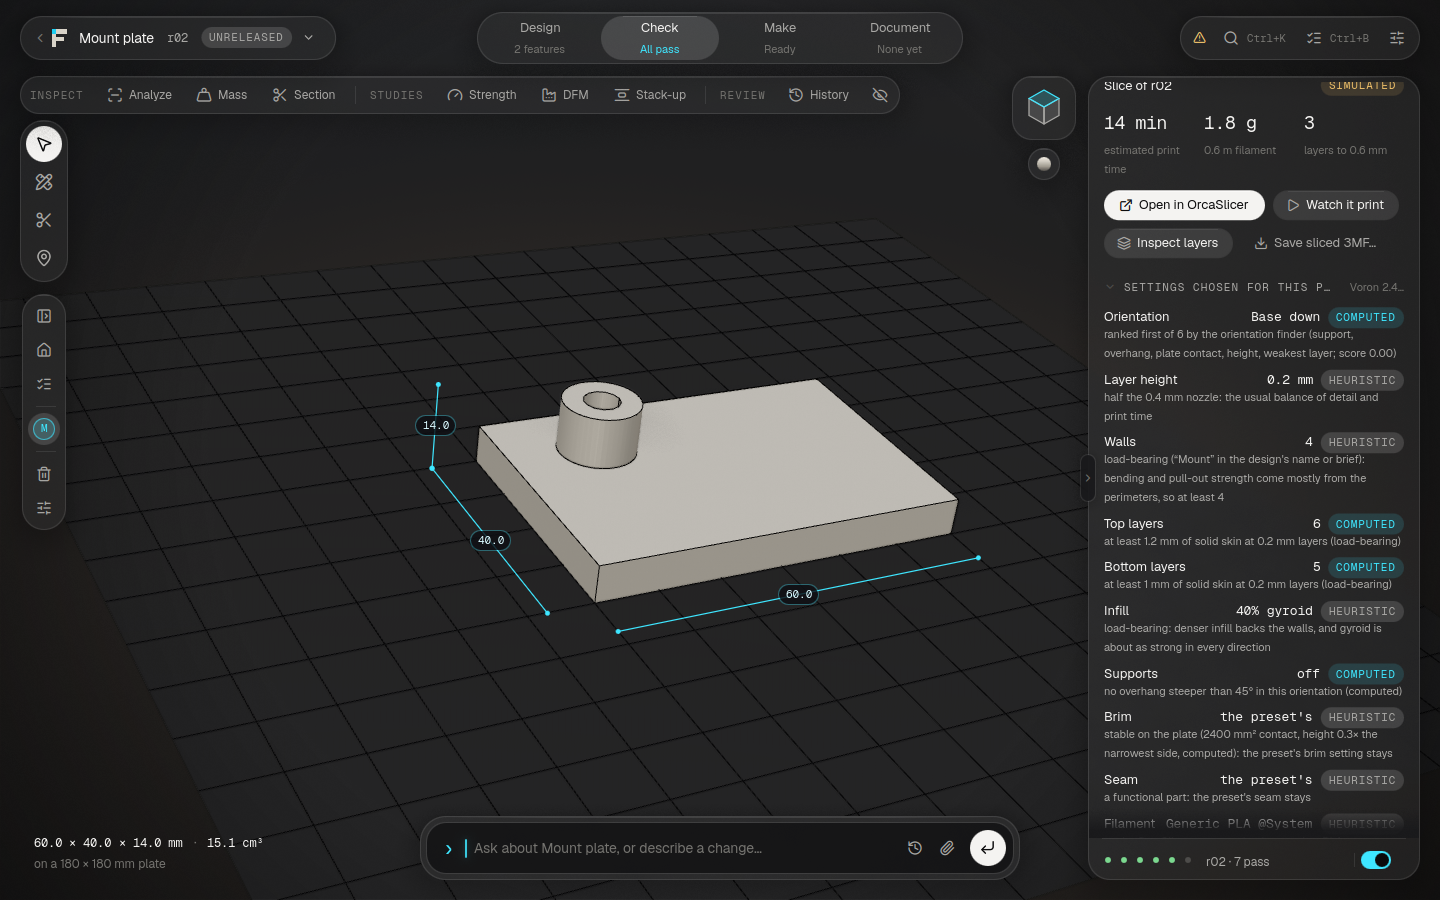 Mount plate r02 UNRELEASED
Design
2 features
Check
All pass
Make
Ready
Document
None yet
Ctrl+K Ctrl+B
INSPECT Analyze Mass Section STUDIES Strength DFM Stack-up REVIEW History
Slice of r02 SIMULATED
14 min 1.8 g 3
estimated print time
0.6 m filament
layers to 0.6 mm
Open in OrcaSlicer Watch it print
Inspect layers Save sliced 3MF…
SETTINGS CHOSEN FOR THIS P… Voron 2.4…
Orientation Base down COMPUTED
ranked first of 6 by the orientation finder (support,
overhang, plate contact, height, weakest layer; score 0.00)
Layer height 0.2 mm HEURISTIC
half the 0.4 mm nozzle: the usual balance of detail and
print time
Walls 4 HEURISTIC
load-bearing (“Mount” in the design's name or brief):
bending and pull-out strength come mostly from the
perimeters, so at least 4
Top layers 6 COMPUTED
at least 1.2 mm of solid skin at 0.2 mm layers (load-bearing)
Bottom layers 5 COMPUTED
at least 1 mm of solid skin at 0.2 mm layers (load-bearing)
Infill 40% gyroid HEURISTIC
load-bearing: denser infill backs the walls, and gyroid is
about as strong in every direction
Supports off COMPUTED
no overhang steeper than 45° in this orientation (computed)
Brim the preset's HEURISTIC
stable on the plate (2400 mm² contact, height 0.3× the
narrowest side, computed): the preset's brim setting stays
Seam the preset's HEURISTIC
a functional part: the preset's seam stays
Filament Generic PLA @System HEURISTIC
r02 · 7 pass
M
14.0
40.0
60.0
60.0 × 40.0 × 14.0 mm · 15.1 cm³
on a 180 × 180 mm plate
Ask about Mount plate, or describe a change…